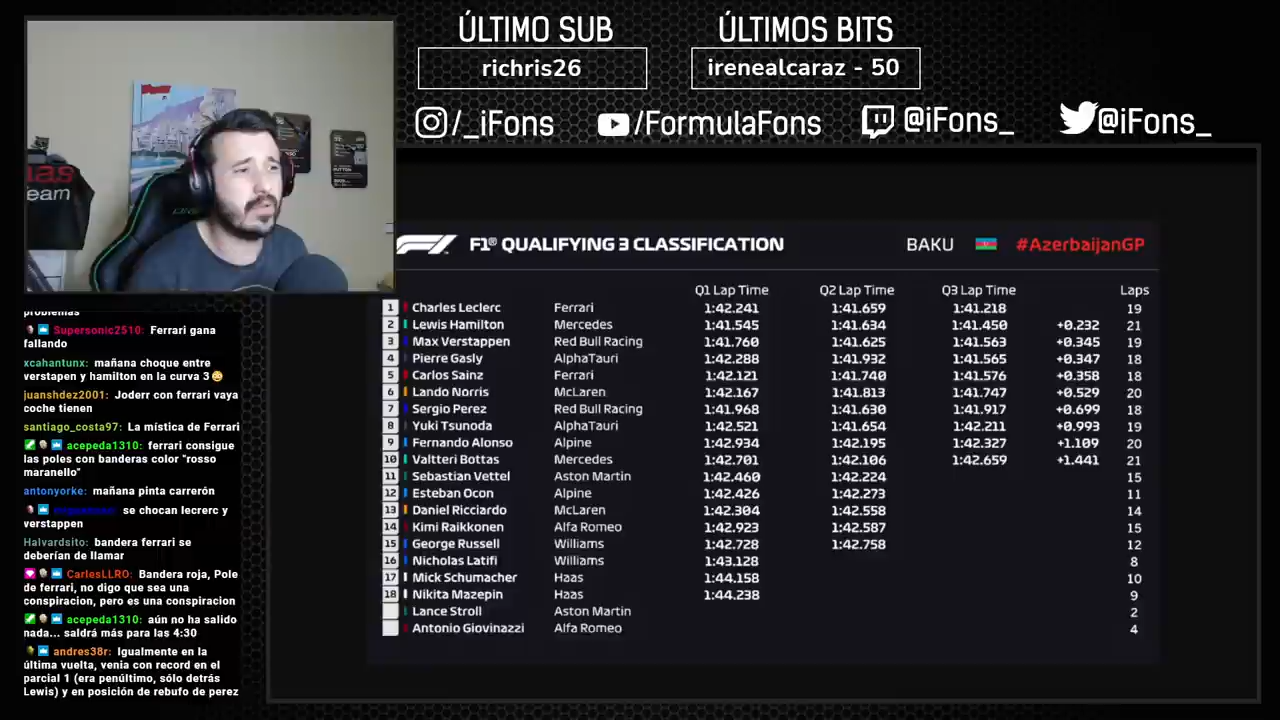 ÚLTIMO SUB
richris26
ÚLTIMOS BITS
irenealcaraz - 50
/_iFons
/FormulaFons
@iFons_
@iFons_
eam
F1® QUALIFYING 3 CLASSIFICATION
BAKU
#AzerbaijanGP
Q1 Lap Time Q2 Lap Time Q3 Lap Time Laps
1 Charles Leclerc Ferrari 1:42.241 1:41.659 1:41.218 19
2 Lewis Hamilton Mercedes 1:41.545 1:41.634 1:41.450 +0.232 21
3 Max Verstappen Red Bull Racing 1:41.760 1:41.625 1:41.563 +0.345 19
4 Pierre Gasly AlphaTauri 1:42.288 1:41.932 1:41.565 +0.347 18
5 Carlos Sainz Ferrari 1:42.121 1:41.740 1:41.576 +0.358 18
6 Lando Norris McLaren 1:42.167 1:41.813 1:41.747 +0.529 20
7 Sergio Perez Red Bull Racing 1:41.968 1:41.630 1:41.917 +0.699 18
8 Yuki Tsunoda AlphaTauri 1:42.521 1:41.654 1:42.211 +0.993 19
9 Fernando Alonso Alpine 1:42.934 1:42.195 1:42.327 +1.109 20
10 Valtteri Bottas Mercedes 1:42.701 1:42.106 1:42.659 +1.441 21
11 Sebastian Vettel Aston Martin 1:42.460 1:42.224 15
12 Esteban Ocon Alpine 1:42.426 1:42.273 11
13 Daniel Ricciardo McLaren 1:42.304 1:42.558 14
14 Kimi Raikkonen Alfa Romeo 1:42.923 1:42.587 15
15 George Russell Williams 1:42.728 1:42.758 12
16 Nicholas Latifi Williams 1:43.128 8
17 Mick Schumacher Haas 1:44.158 10
18 Nikita Mazepin Haas 1:44.238 9
Lance Stroll Aston Martin 2
Antonio Giovinazzi Alfa Romeo 4
problemas
Supersonic2510: Ferrari gana
fallando
xcahantunx: mañana choque entre
verstapen y hamilton en la curva 3
juanshdez2001: Joderr con ferrari vaya
coche tienen
santiago_costa97: La mística de Ferrari
acepeda1310: ferrari consigue
las poles con banderas color "rosso
maranello"
antonyorke: mañana pinta carrerón
se chocan lecrerc y
verstappen
Halvardsito: bandera ferrari se
deberían de llamar
CarlesLLRO: Bandera roja, Pole
de ferrari, no digo que sea una
conspiracion, pero es una conspiracion
acepeda1310: aún no ha salido
nada... saldrá más para las 4:30
andres38r: Igualmente en la
última vuelta, venia con record en el
parcial 1 (era penúltimo, sólo detrás
Lewis) y en posición de rebufo de perez